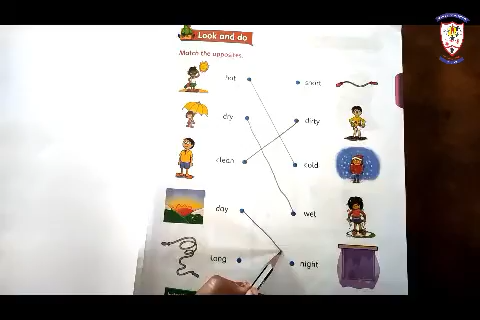 Look and do
Match the opposites.
hot short
dry dirty
clean cold
day wet
long night